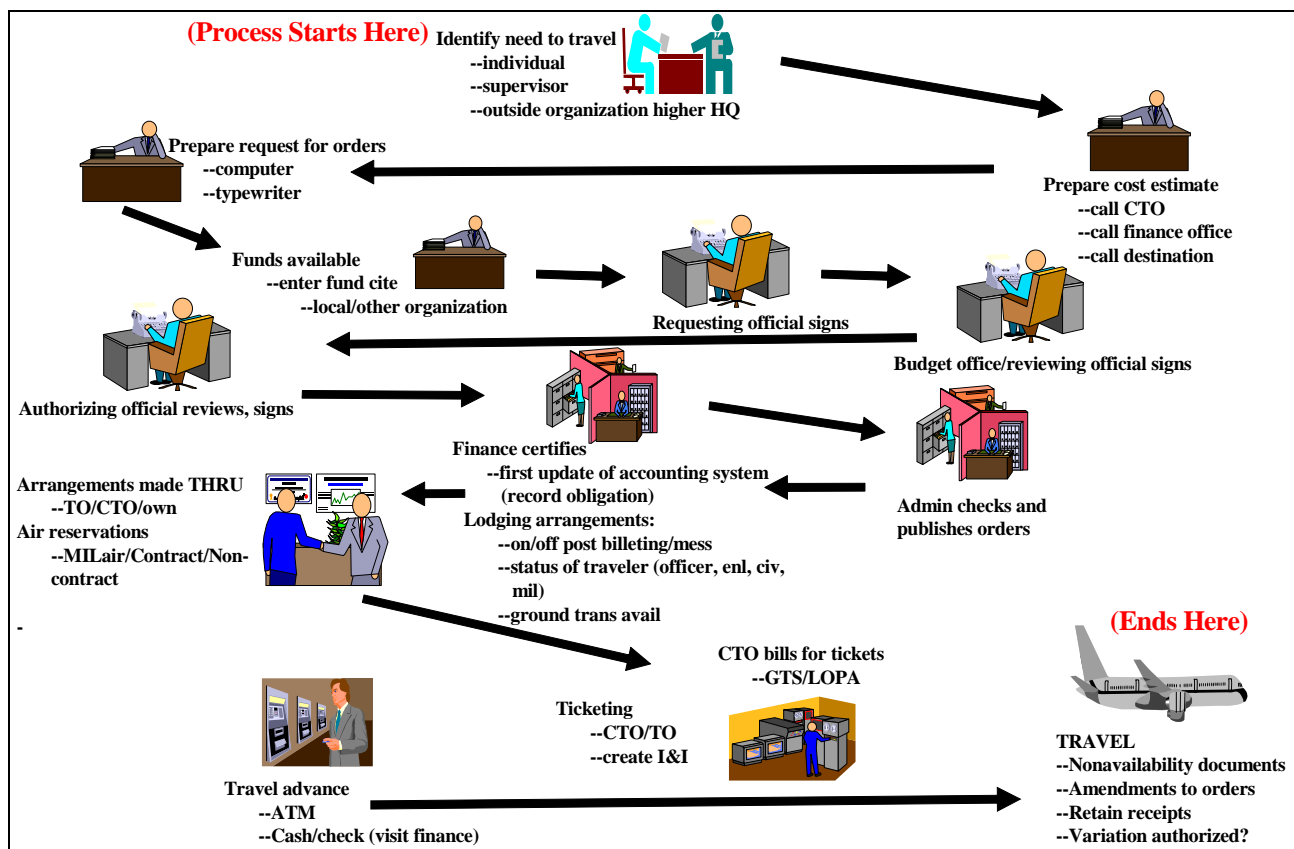 (Process Starts Here)
Identify need to travel
--individual
--supervisor
--outside organization higher HQ
Prepare request for orders
--computer
--typewriter
Prepare cost estimate
--call CTO
--call finance office
--call destination
Funds available
--enter fund cite
--local/other organization
Requesting official signs
Budget office/reviewing official signs
Authorizing official reviews, signs
Finance certifies
--first update of accounting system
(record obligation)
Lodging arrangements:
--on/off post billeting/mess
--status of traveler (officer, enl, civ,
mil)
--ground trans avail
Admin checks and
publishes orders
Arrangements made THRU
--TO/CTO/own
Air reservations
--MILair/Contract/Non-
contract
-
(Ends Here)
CTO bills for tickets
--GTS/LOPA
Ticketing
--CTO/TO
--create I&I
Travel advance
--ATM
--Cash/check (visit finance)
TRAVEL
--Nonavailability documents
--Amendments to orders
--Retain receipts
--Variation authorized?